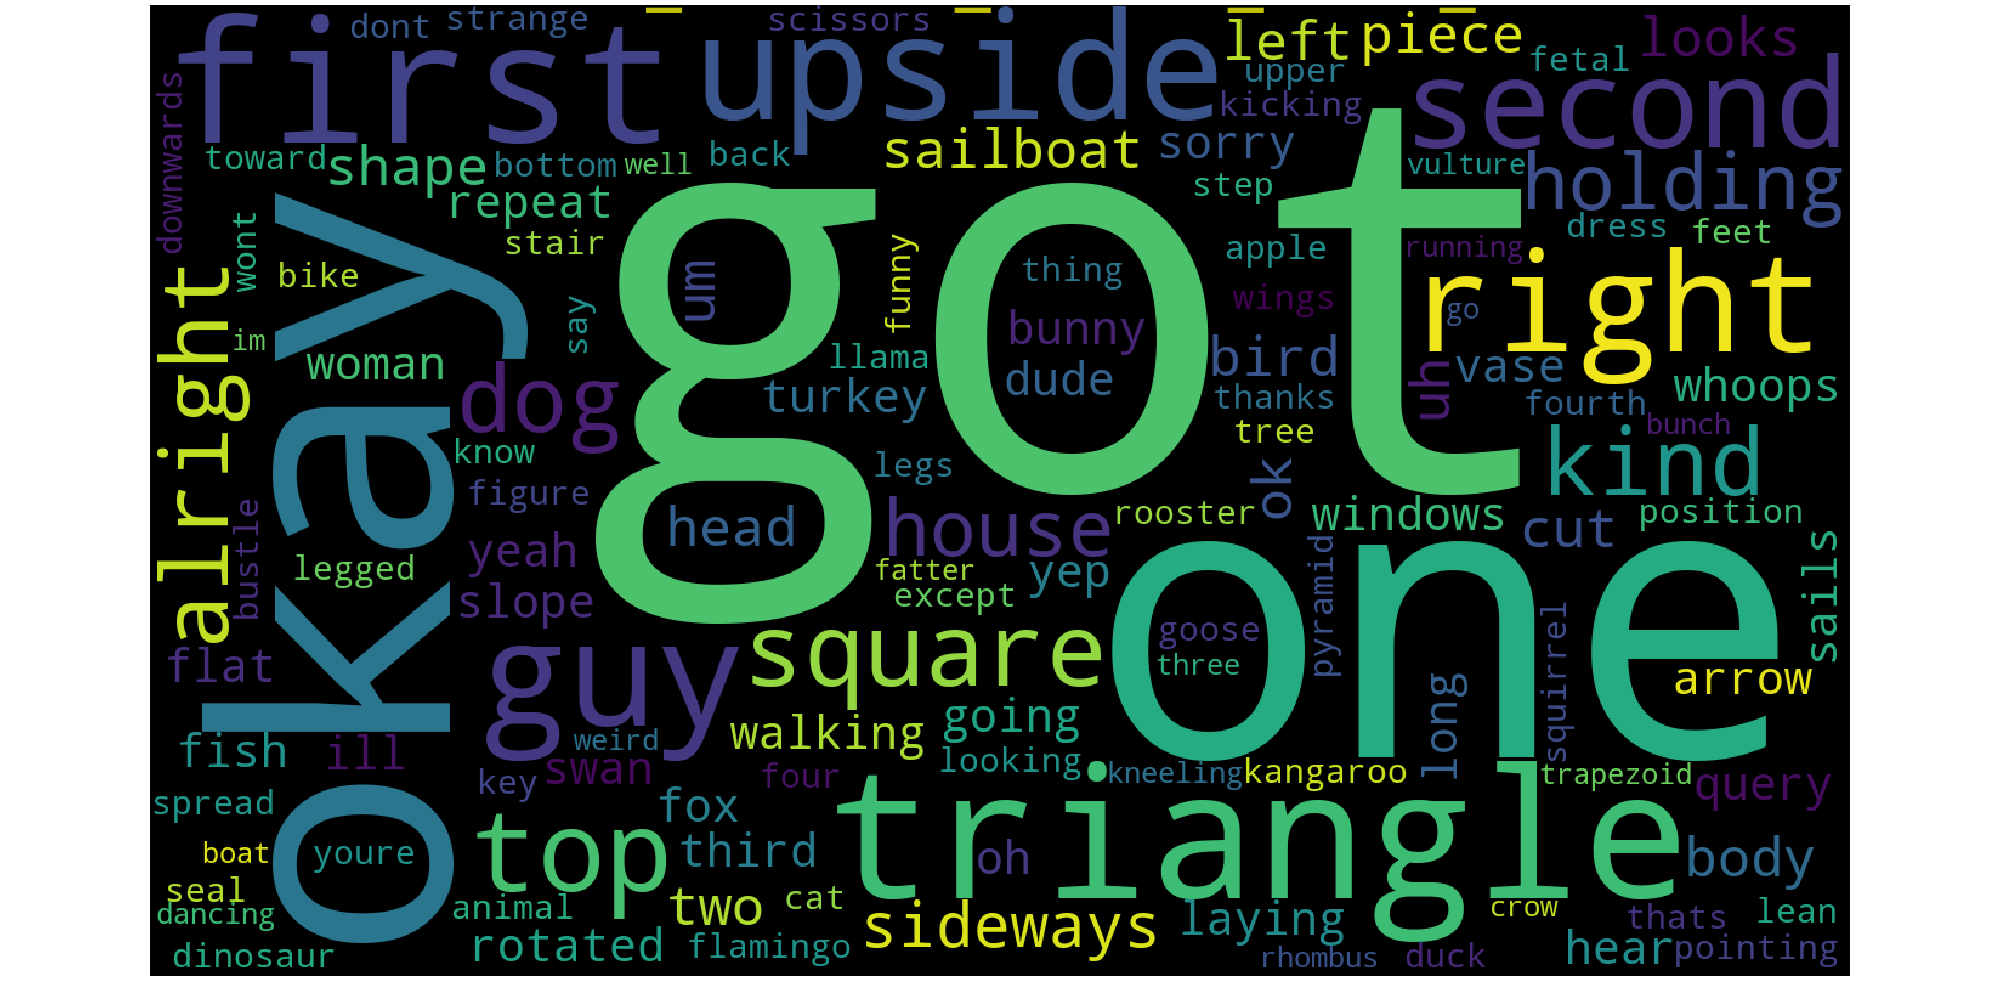 dont
strange
scissors
first
upside
left
piece
looks
upper
fetal
kicking
second
downwards
toward
shape
bottom
well
back
sailboat
sorry
vulture
holding
repeat
step
stair
got
wont
bike
um
funny
thing
apple
running
dress
feet
wings
right
alright
okay
say
bunny
go
im
woman
llama
bird
uh
vase
whoops
dog
turkey
dude
thanks
fourth
bunch
tree
kind
know
legs
ok
figure
head
house
rooster
windows
cut
position
bustle
yeah
one
legged
fatter
yep
pyramid
sails
slope
except
guy
square
goose
squirrel
three
flat
long
arrow
walking
going
fish
ill
weird
swan
key
four
looking
kneeling
kangaroo
trapezoid
query
spread
fox
top
triangle
third
oh
body
boat
youre
seal
dancing
animal
two
cat
sideways
laying
crow
thats
lean
dinosaur
rotated
flamingo
rhombus
duck
hear
pointing